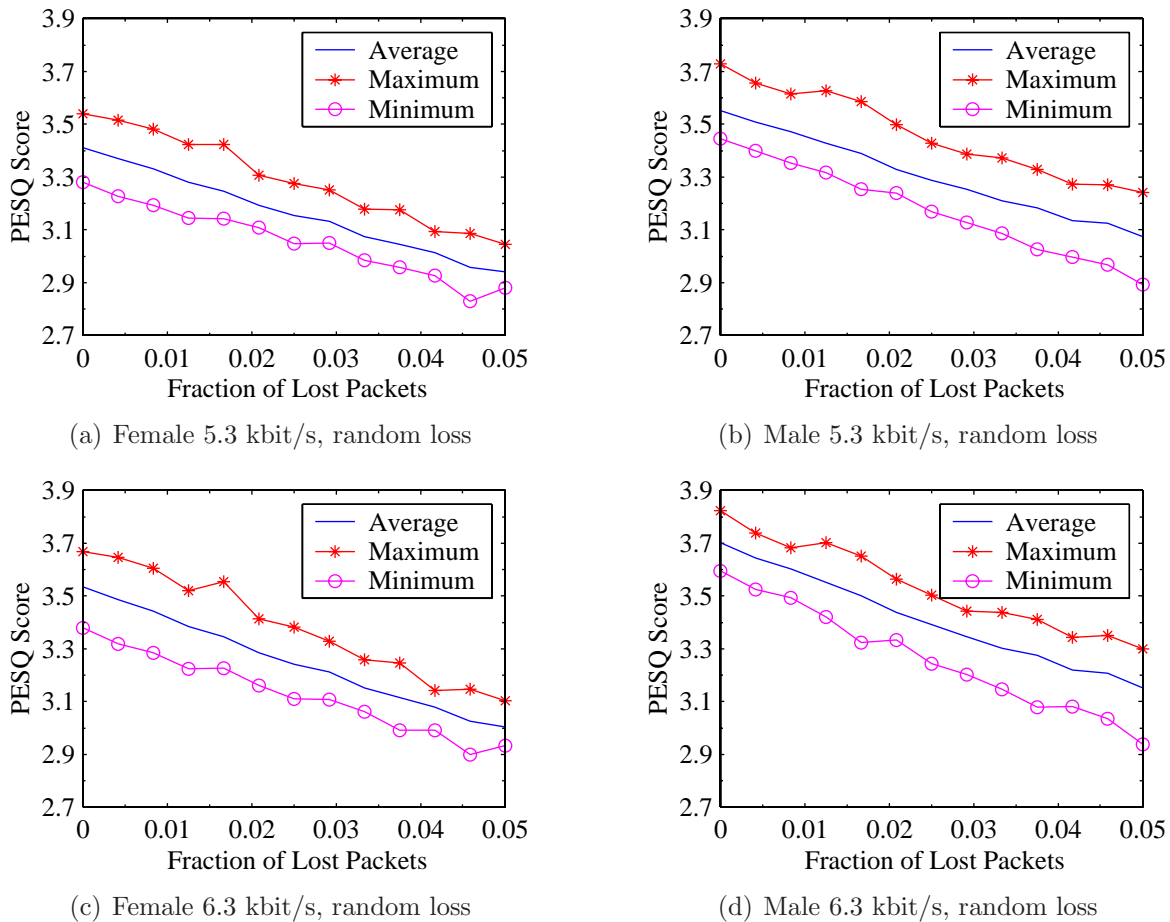 3.9
3.7
3.5
3.3
3.1
2.9
2.7
PESQ Score
Average
Maximum
Minimum
0 0.01 0.02 0.03 0.04 0.05
Fraction of Lost Packets
(a) Female 5.3 kbit/s, random loss
3.9
3.7
3.5
3.3
3.1
2.9
2.7
PESQ Score
Average
Maximum
Minimum
0 0.01 0.02 0.03 0.04 0.05
Fraction of Lost Packets
(b) Male 5.3 kbit/s, random loss
3.9
3.7
3.5
3.3
3.1
2.9
2.7
PESQ Score
Average
Maximum
Minimum
0 0.01 0.02 0.03 0.04 0.05
Fraction of Lost Packets
(c) Female 6.3 kbit/s, random loss
3.9
3.7
3.5
3.3
3.1
2.9
2.7
PESQ Score
Average
Maximum
Minimum
0 0.01 0.02 0.03 0.04 0.05
Fraction of Lost Packets
(d) Male 6.3 kbit/s, random loss